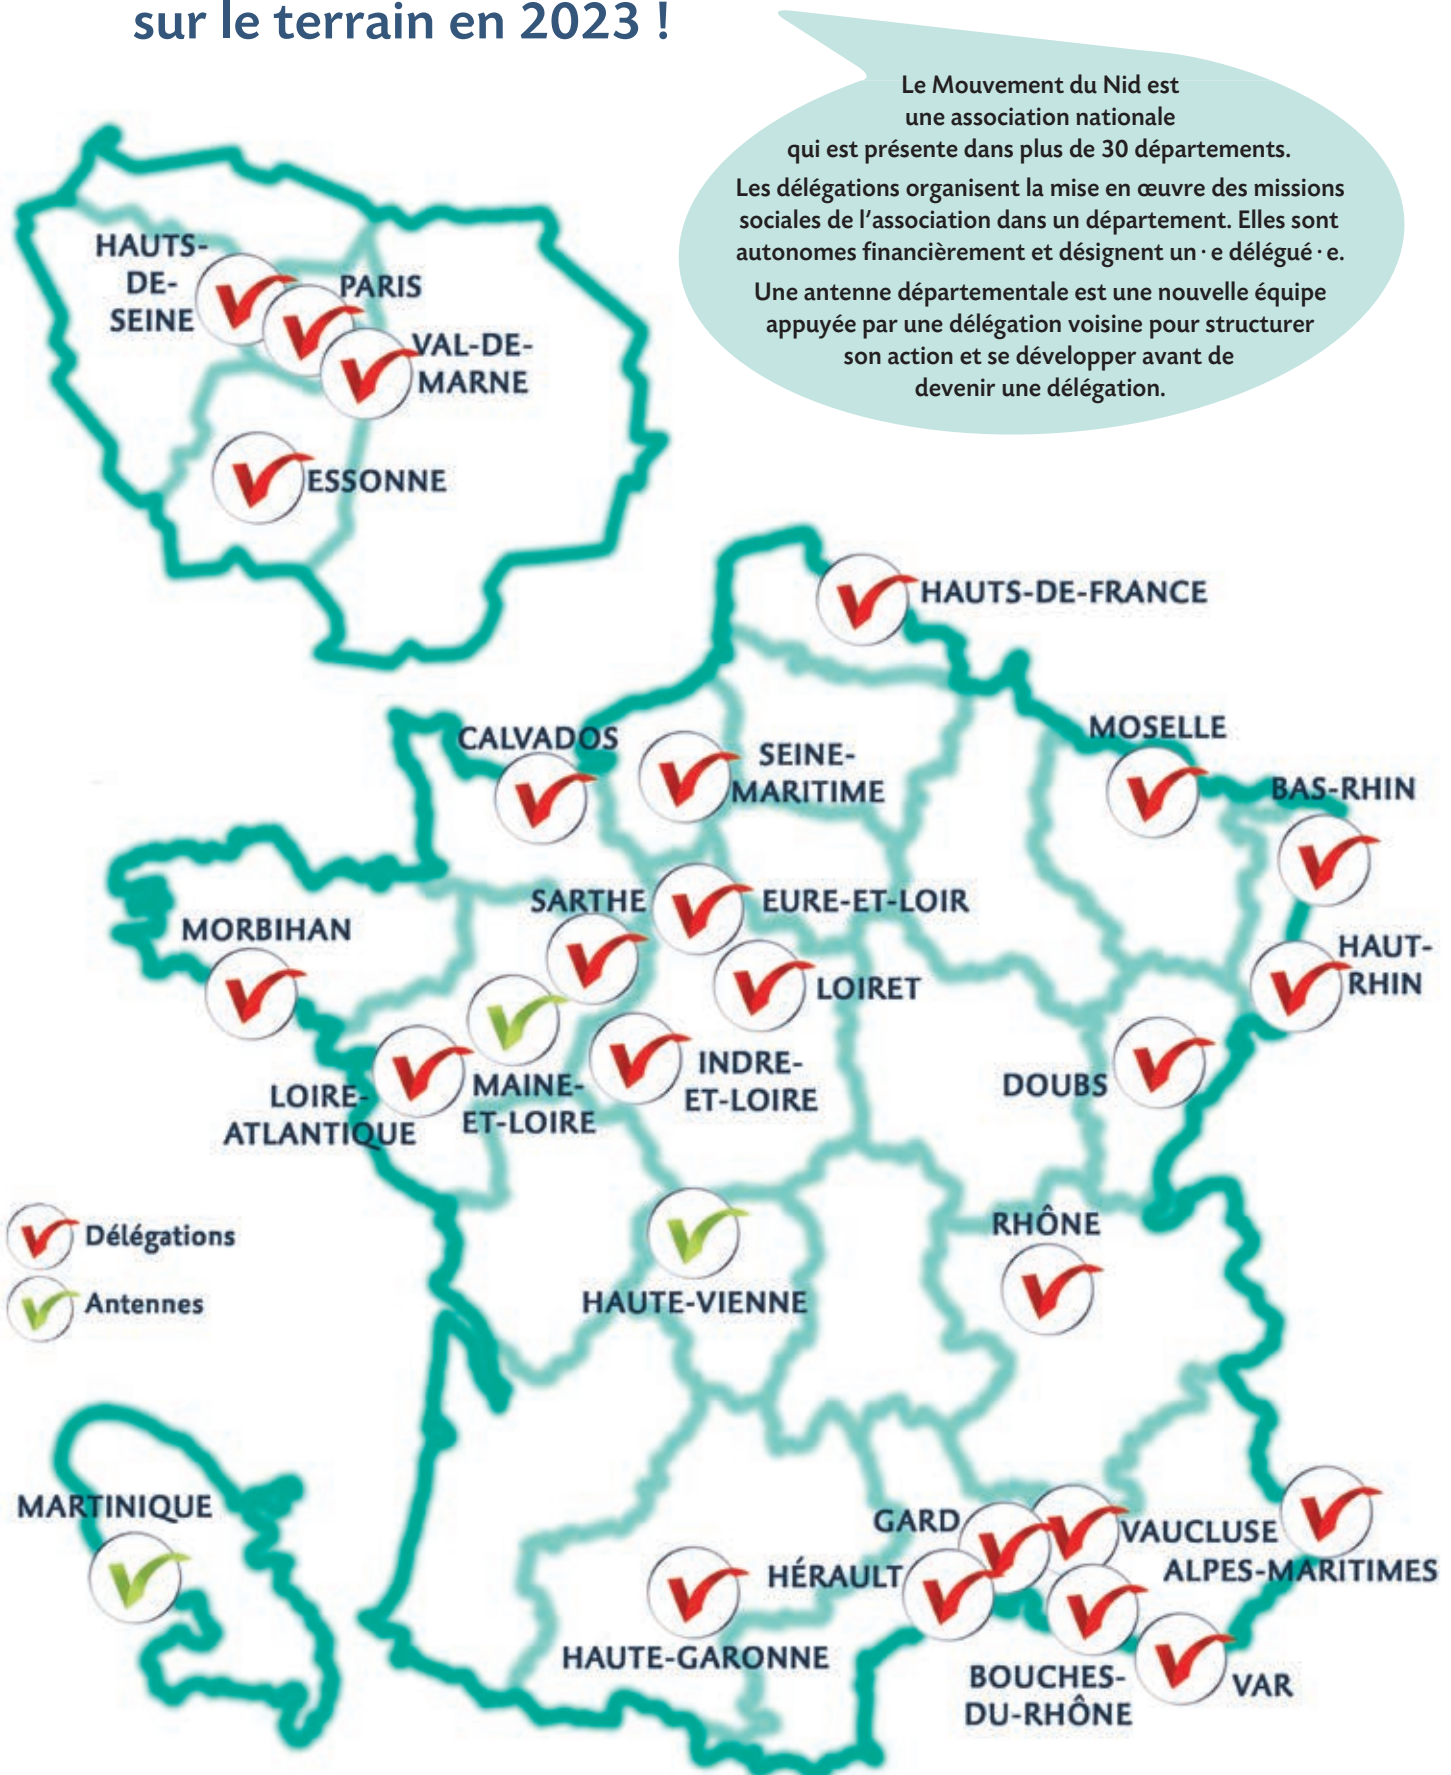 sur le terrain en 2023 !
Le Mouvement du Nid est
une association nationale
qui est présente dans plus de 30 départements.
Les délégations organisent la mise en œuvre des missions
sociales de l'association dans un département. Elles sont
autonomes financièrement et désignent un·e délégué·e.
Une antenne départementale est une nouvelle équipe
appuyée par une délégation voisine pour structurer
son action et se développer avant de
devenir une délégation.
HAUTS-
DE-
SEINE
PARIS
VAL-DE-
MARNE
ESSONNE
HAUTS-DE-FRANCE
CALVADOS
SEINE-
MARITIME
MOSELLE
BAS-RHIN
SARTHE
EURE-ET-LOIR
MORBIHAN
HAUT-
RHIN
LOIRET
LOIRE-
ATLANTIQUE
MAINE-
ET-LOIRE
INDRE-
ET-LOIRE
DOUBS
Délégations
Antennes
HAUTE-VIENNE
RHÔNE
MARTINIQUE
GARD
VAUCLUSE
ALPES-MARITIMES
HÉRAULT
HAUTE-GARONNE
BOUCHES-
DU-RHÔNE
VAR